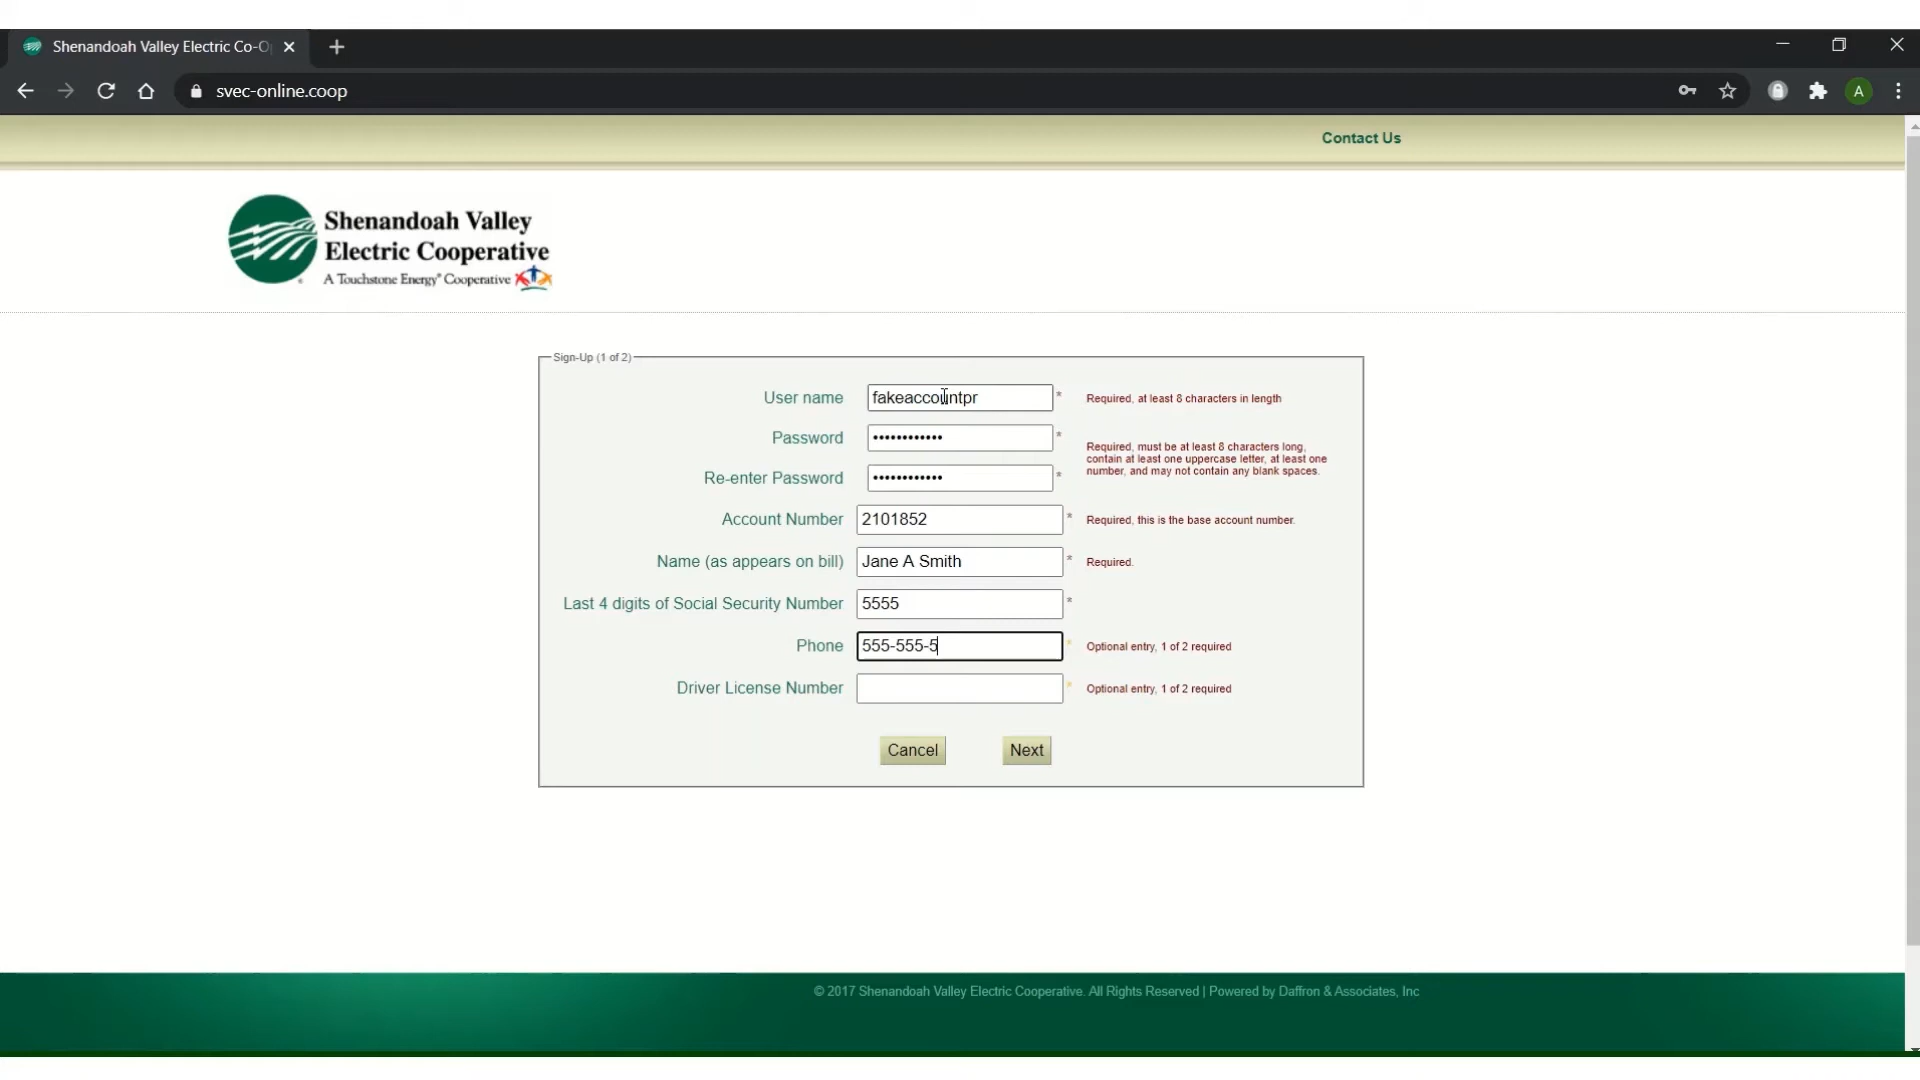 Shenandoah Valley Electric Co-O
svec-online.coop
A
Contact Us
Shenandoah Valley
Electric Cooperative
A Touchstone Energy® Cooperative
Sign-Up (1 of 2)
User name fakeaccountpr * Required, at least 8 characters in length
Password •••••••••••• *
Required, must be at least 8 characters long,
contain at least one uppercase letter, at least one
number, and may not contain any blank spaces.
Re-enter Password •••••••••••• *
Account Number 2101852 * Required, this is the base account number.
Name (as appears on bill) Jane A Smith * Required.
Last 4 digits of Social Security Number 5555 *
Phone 555-555-5 * Optional entry, 1 of 2 required
Driver License Number * Optional entry, 1 of 2 required
Cancel Next
© 2017 Shenandoah Valley Electric Cooperative. All Rights Reserved | Powered by Daffron & Associates, Inc